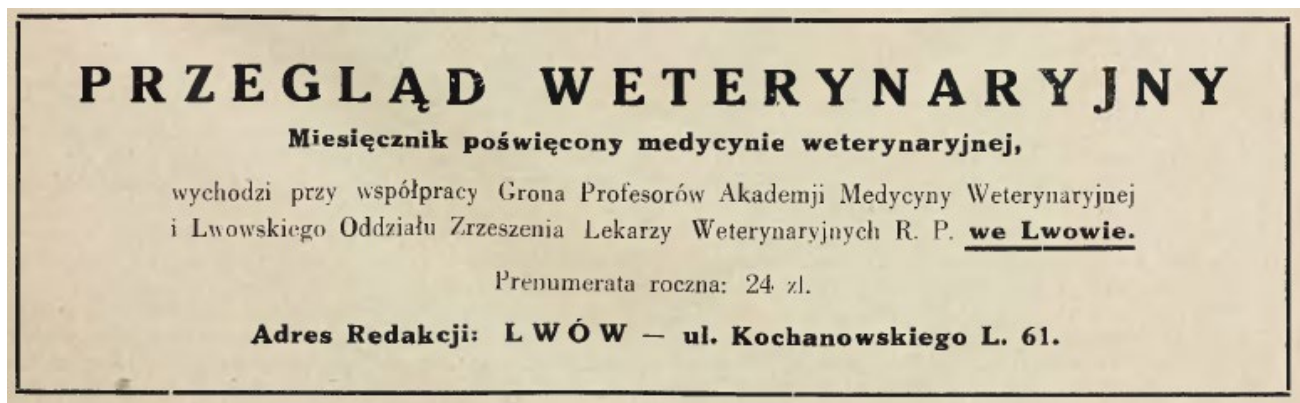 PRZEGLĄD WETERYNARYJNY
Miesięcznik poświęcony medycynie weterynaryjnej,
wychodzi przy współpracy Grona Profesorów Akademji Medycyny Weterynaryjnej
i Lwowskiego Oddziału Zrzeszenia Lekarzy Weterynaryjnych R. P. we Lwowie.
Prenumerata roczna: 24 zl.
Adres Redakcji: LWÓW — ul. Kochanowskiego L. 61.